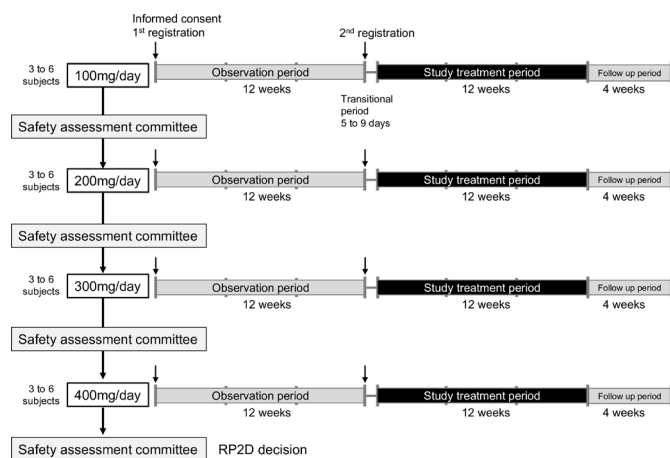 Informed consent
1st registration
2nd registration
3 to 6
subjects
100mg/day
Observation period
Study treatment period
Follow up period
12 weeks
12 weeks
4 weeks
Transitional
period
5 to 9 days
Safety assessment committee
3 to 6
subjects
200mg/day
Observation period
Study treatment period
Follow up period
12 weeks
12 weeks
4 weeks
Safety assessment committee
3 to 6
subjects
300mg/day
Observation period
Study treatment period
Follow up period
12 weeks
12 weeks
4 weeks
Safety assessment committee
3 to 6
subjects
400mg/day
Observation period
Study treatment period
Follow up period
12 weeks
12 weeks
4 weeks
Safety assessment committee
RP2D decision